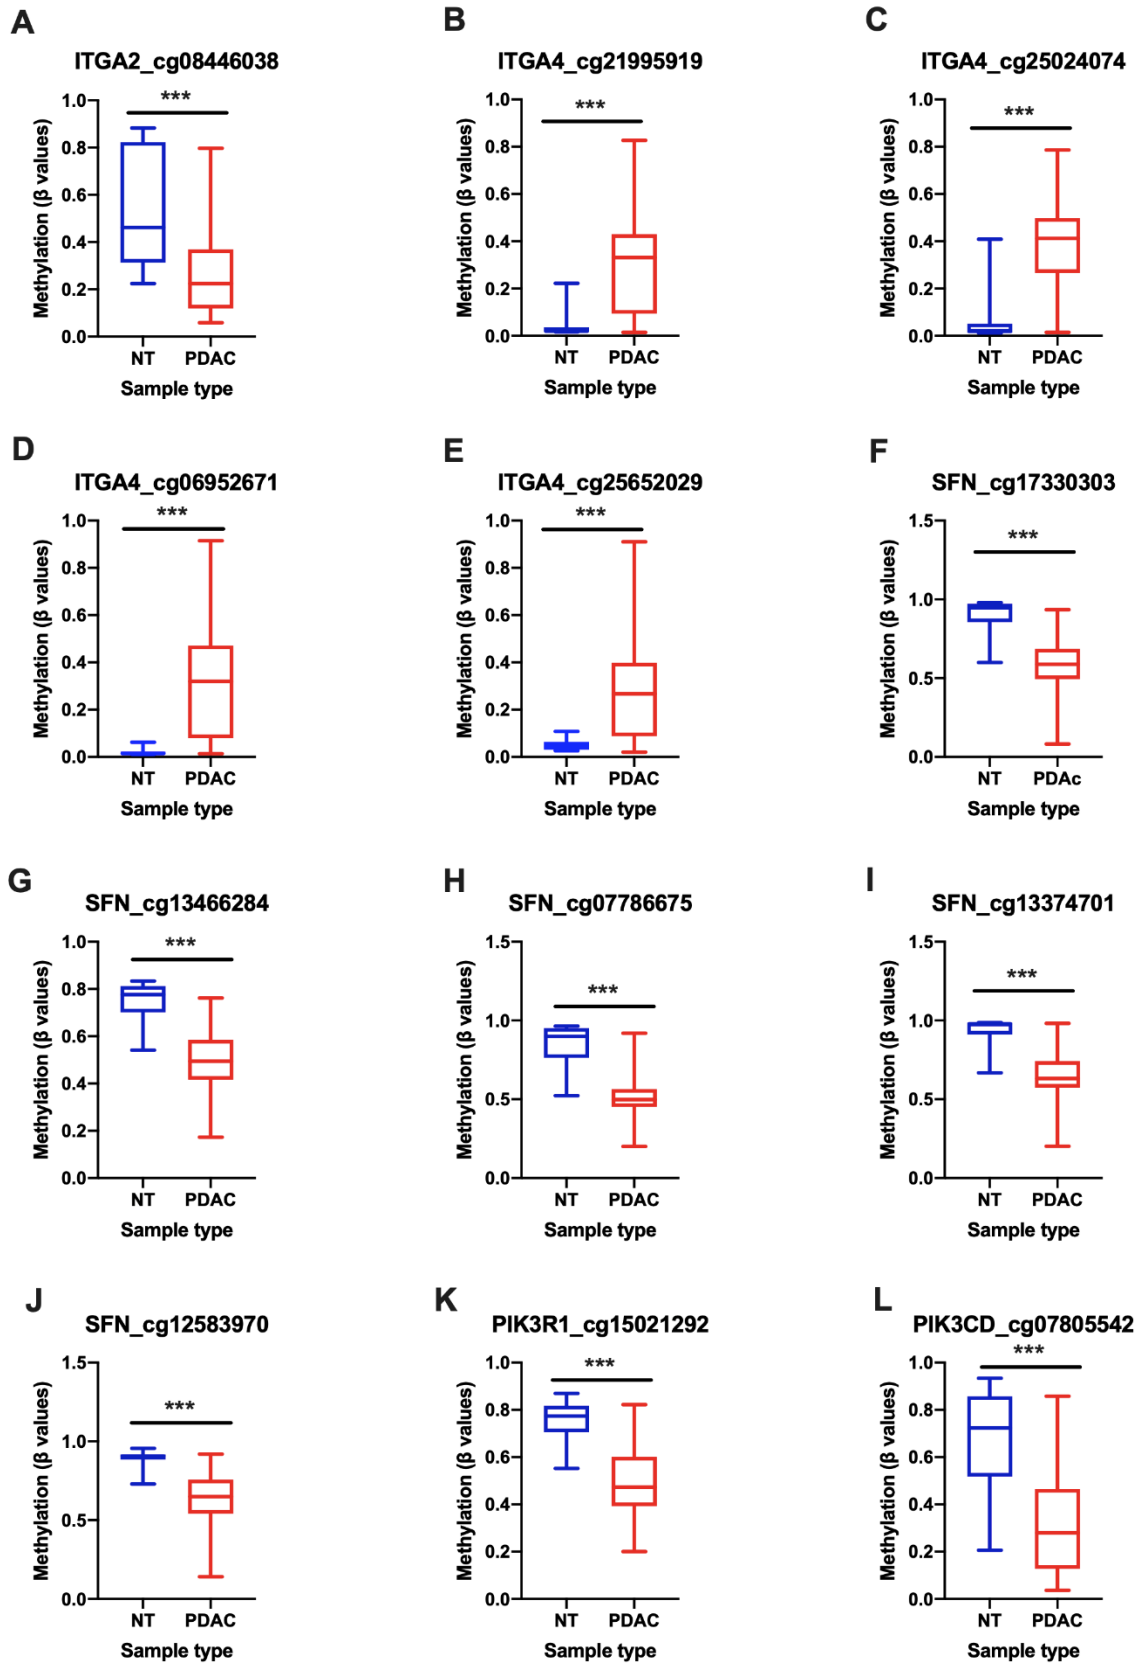 A
ITGA2_cg08446038
***
Methylation (β values)
1.0
0.8
0.6
0.4
0.2
0.0
NT PDAC
Sample type
B
ITGA4_cg21995919
***
Methylation (β values)
1.0
0.8
0.6
0.4
0.2
0.0
NT PDAC
Sample type
C
ITGA4_cg25024074
***
Methylation (β values)
1.0
0.8
0.6
0.4
0.2
0.0
NT PDAC
Sample type
D
ITGA4_cg06952671
***
Methylation (β values)
1.0
0.8
0.6
0.4
0.2
0.0
NT PDAC
Sample type
E
ITGA4_cg25652029
***
Methylation (β values)
1.0
0.8
0.6
0.4
0.2
0.0
NT PDAC
Sample type
F
SFN_cg17330303
***
Methylation (β values)
1.5
1.0
0.5
0.0
NT PDAc
Sample type
G
SFN_cg13466284
***
Methylation (β values)
1.0
0.8
0.6
0.4
0.2
0.0
NT PDAC
Sample type
H
SFN_cg07786675
***
Methylation (β values)
1.5
1.0
0.5
0.0
NT PDAC
Sample type
I
SFN_cg13374701
***
Methylation (β values)
1.5
1.0
0.5
0.0
NT PDAC
Sample type
J
SFN_cg12583970
***
Methylation (β values)
1.5
1.0
0.5
0.0
NT PDAC
Sample type
K
PIK3R1_cg15021292
***
Methylation (β values)
1.0
0.8
0.6
0.4
0.2
0.0
NT PDAC
Sample type
L
PIK3CD_cg07805542
***
Methylation (β values)
1.0
0.8
0.6
0.4
0.2
0.0
NT PDAC
Sample type